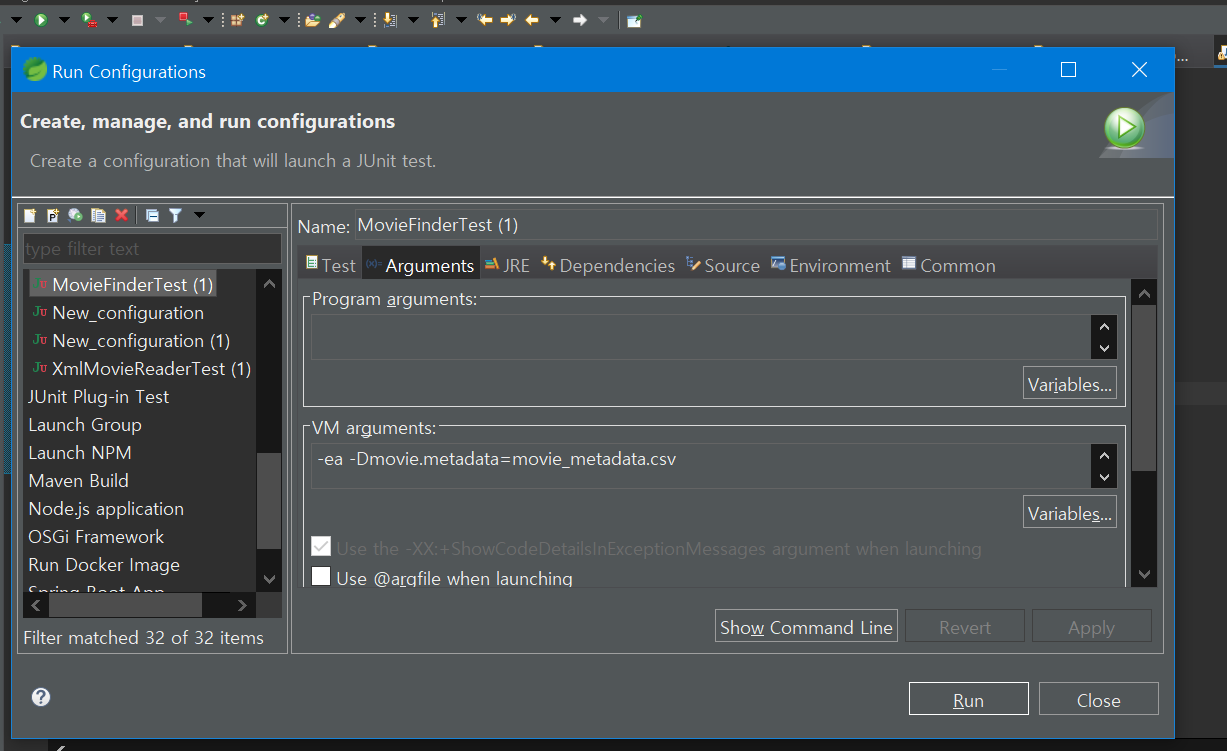 Run Configurations
Create, manage, and run configurations
Create a configuration that will launch a JUnit test.
type filter text
MovieFinderTest (1)
New_configuration
New_configuration (1)
XmlMovieReaderTest (1)
JUnit Plug-in Test
Launch Group
Launch NPM
Maven Build
Node.js application
OSGi Framework
Run Docker Image
Spring Boot App
Filter matched 32 of 32 items
Name: MovieFinderTest (1)
Test Arguments JRE Dependencies Source Environment Common
Program arguments:
Variables...
VM arguments:
-ea -Dmovie.metadata=movie_metadata.csv
Variables...
Use the -XX:+ShowCodeDetailsInExceptionMessages argument when launching
Use @argfile when launching
Show Command Line Revert Apply
Run Close